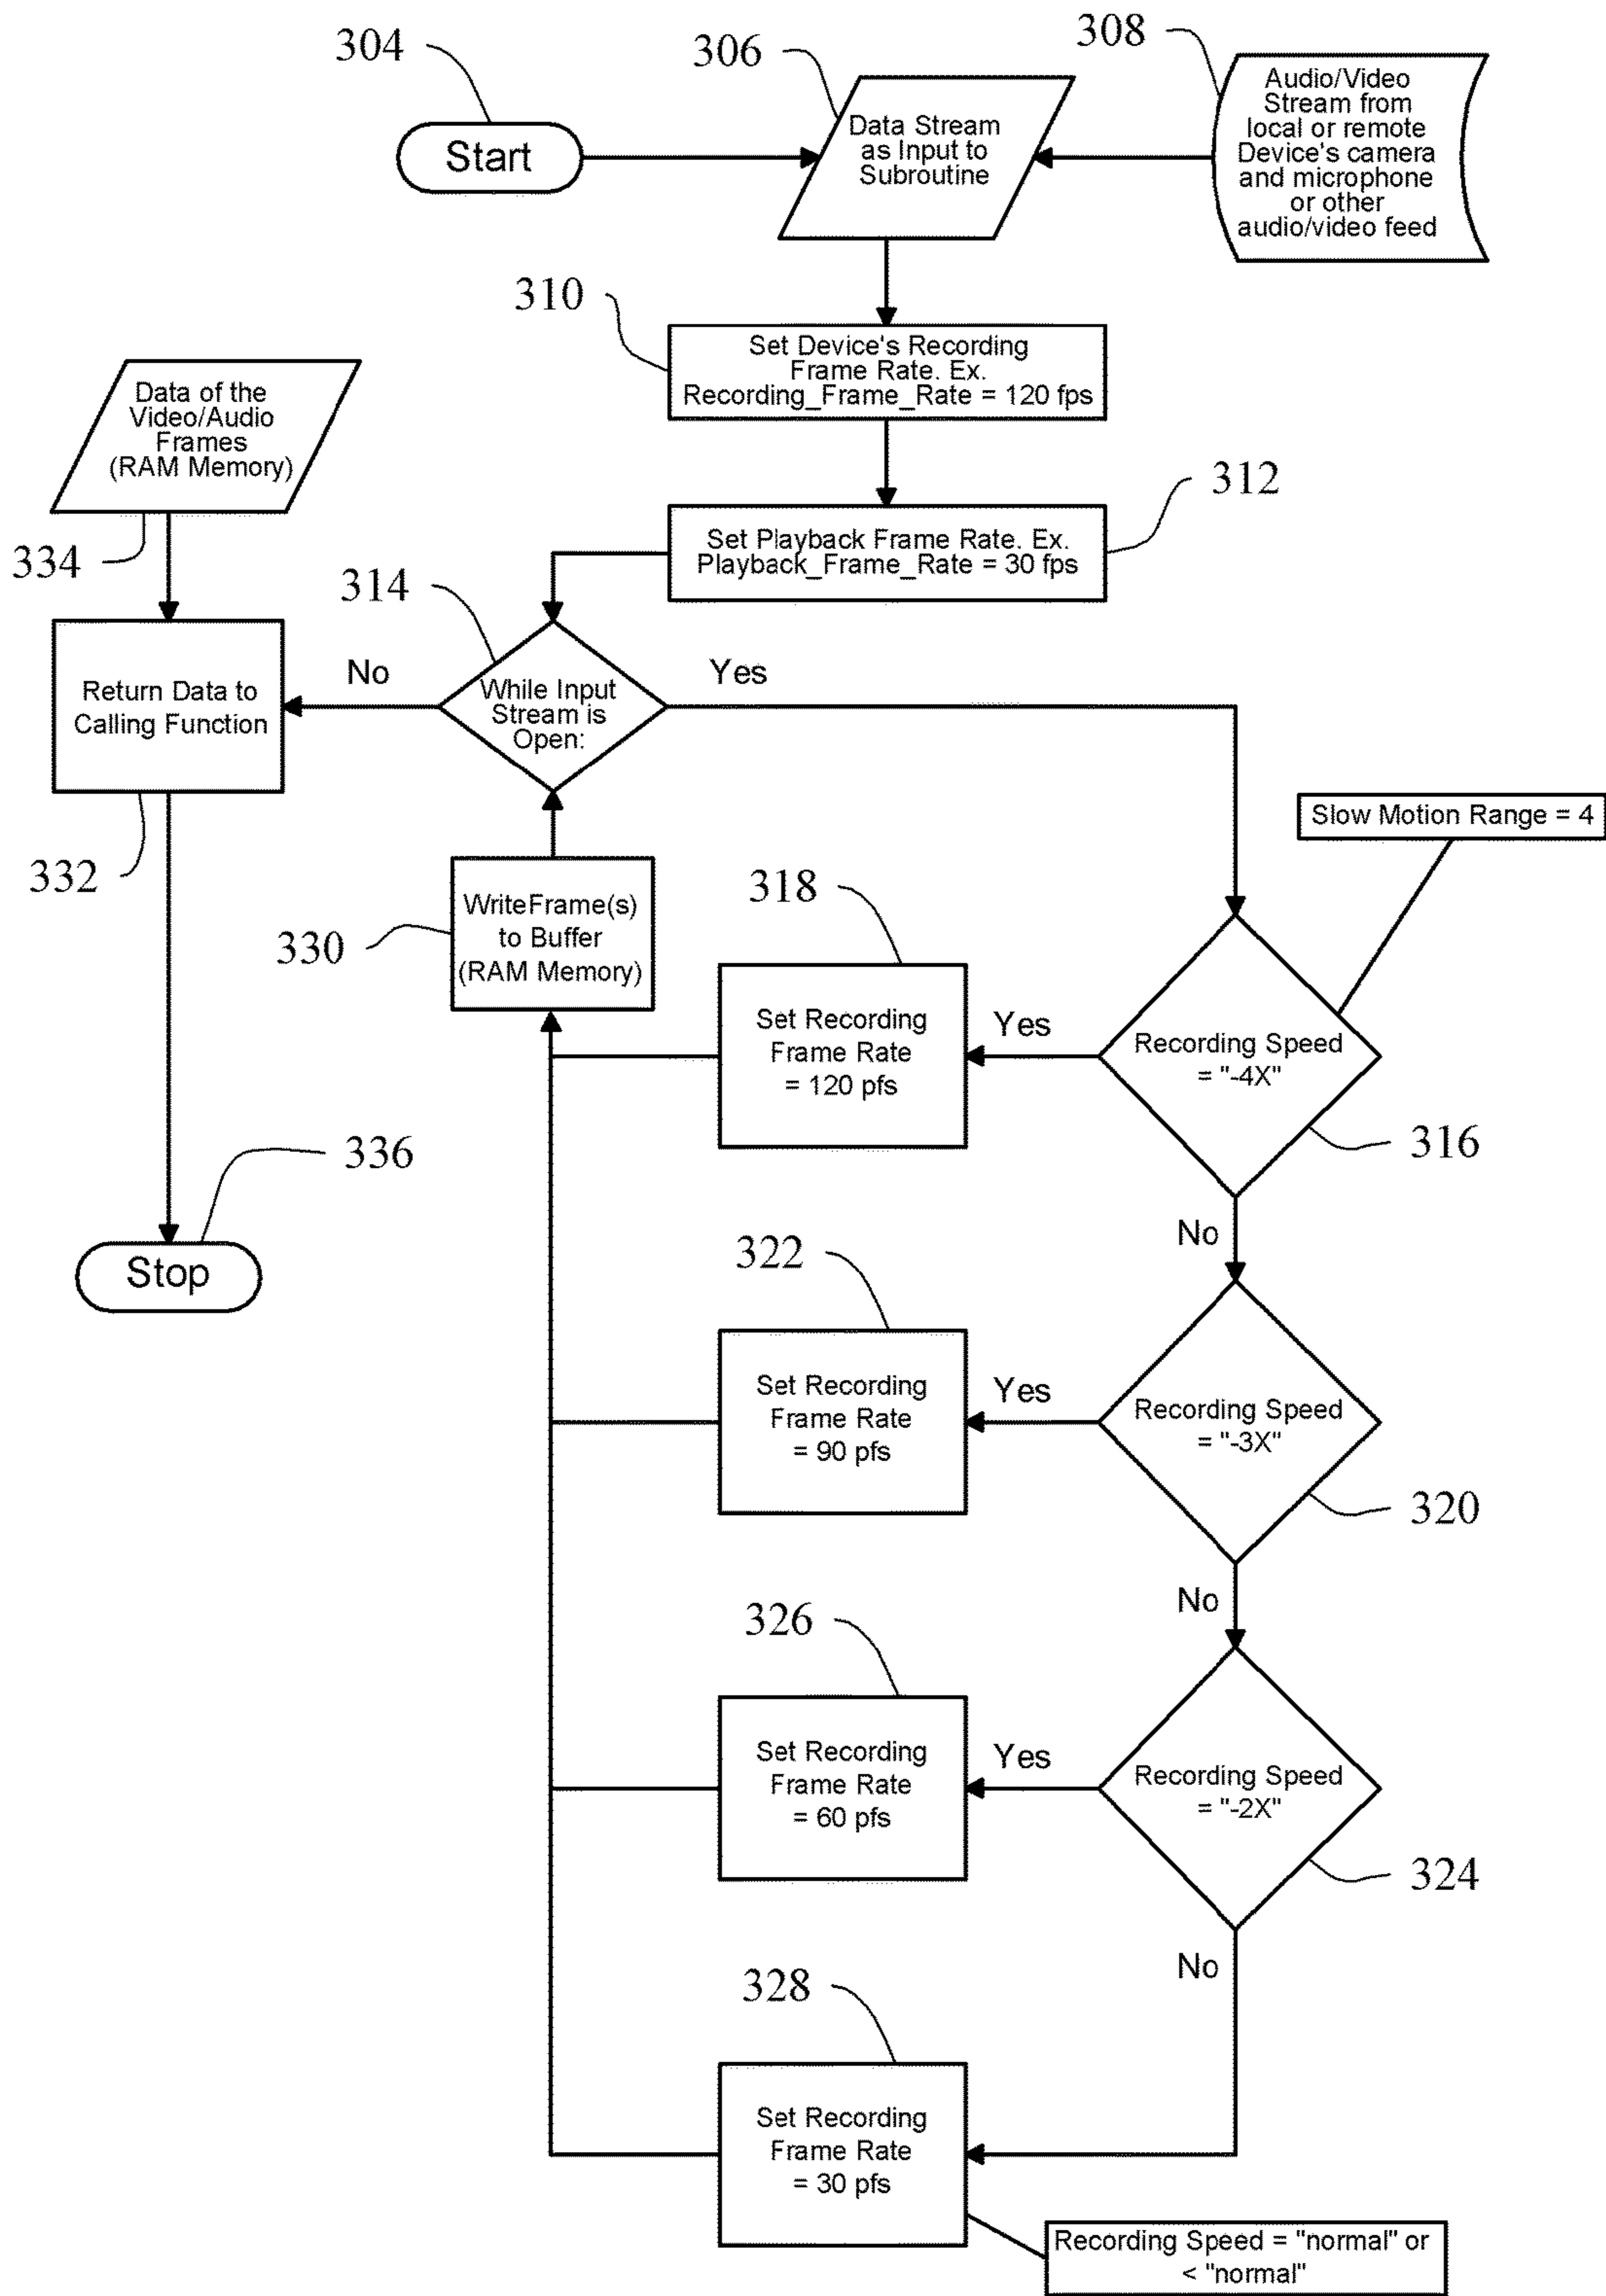 304
Start
306
Data Stream
as Input to
Subroutine
308
Audio/Video
Stream from
local or remote
Device's camera
and microphone
or other
audio/video feed
310
Set Device's Recording
Frame Rate. Ex.
Recording_Frame_Rate = 120 fps
312
Set Playback Frame Rate. Ex.
Playback_Frame_Rate = 30 fps
Data of the
Video/Audio
Frames
(RAM Memory)
334
314
While Input
Stream is
Open:
No
Yes
Return Data to
Calling Function
332
WriteFrame(s)
to Buffer
(RAM Memory)
330
Slow Motion Range = 4
318
Set Recording
Frame Rate
= 120 pfs
Yes
Recording Speed
= "-4X"
316
No
336
Stop
322
Set Recording
Frame Rate
= 90 pfs
Yes
Recording Speed
= "-3X"
320
No
326
Set Recording
Frame Rate
= 60 pfs
Yes
Recording Speed
= "-2X"
324
No
328
Set Recording
Frame Rate
= 30 pfs
Recording Speed = "normal" or
< "normal"